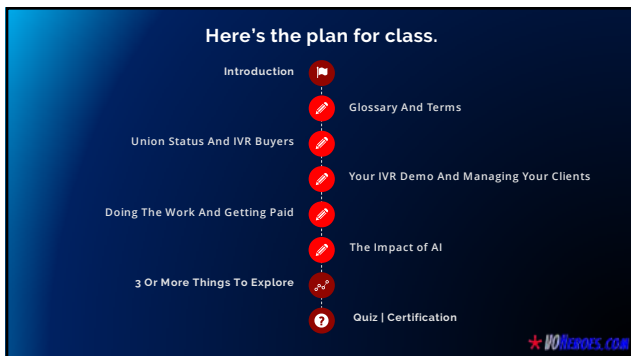 Here's the plan for class.
Introduction
Glossary And Terms
Union Status And IVR Buyers
Your IVR Demo And Managing Your Clients
Doing The Work And Getting Paid
The Impact of AI
3 Or More Things To Explore
Quiz | Certification
VOHeroes.com